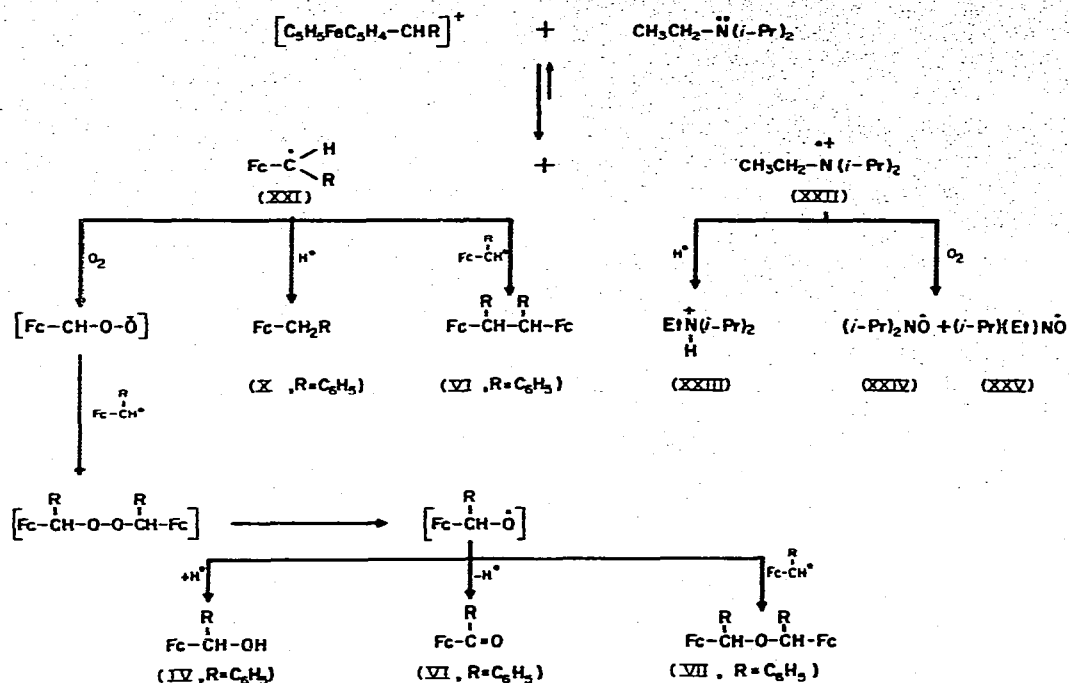 [C5H5FeC5H4–CHR]+ + CH3CH2–N̈(i–Pr)2
Fc–Ċ H R + CH3CH2–N(i–Pr)2 •+
(XXI) (XXII)
O2 H• R Fc–CH• H• O2
[Fc–CH–O–Ȯ] Fc–CH2R R R Fc–CH–CH–Fc EtN(i–Pr)2 + H (i–Pr)2NȮ + (i–Pr)(Et)NȮ
(X ,R=C6H5) (VI ,R=C6H5) (XXIII) (XXIV) (XXV)
R Fc–CH•
[Fc–CH–O–O–CH–Fc] R R [Fc–CH–Ȯ] R
+H• –H• R Fc–CH•
R Fc–CH–OH R Fc–C=O R R Fc–CH–O–CH–Fc
(IV ,R=C6H5) (VI ,R=C6H5) (VII , R=C6H5)